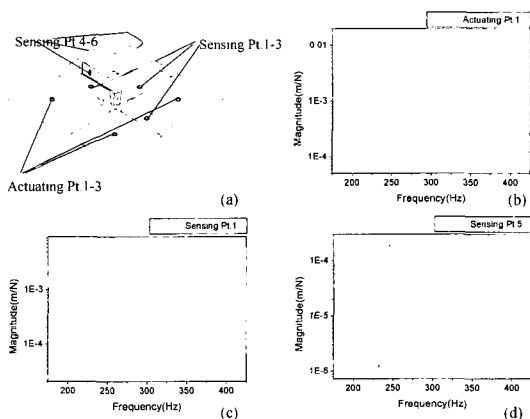 Sensing Pt.4-6
Sensing Pt.1-3
Actuating Pt.1-3
(a)
Actuating Pt.1
0.01
1E-3
1E-4
Magnitude(m/N)
200
250
300
350
400
Frequency(Hz)
(b)
Sensing Pt.1
1E-3
1E-4
Magnitude(m/N)
200
250
300
350
400
Frequency(Hz)
(c)
Sensing Pt.5
1E-4
1E-5
1E-6
Magnitude(m/N)
200
250
300
350
400
Frequency(Hz)
(d)